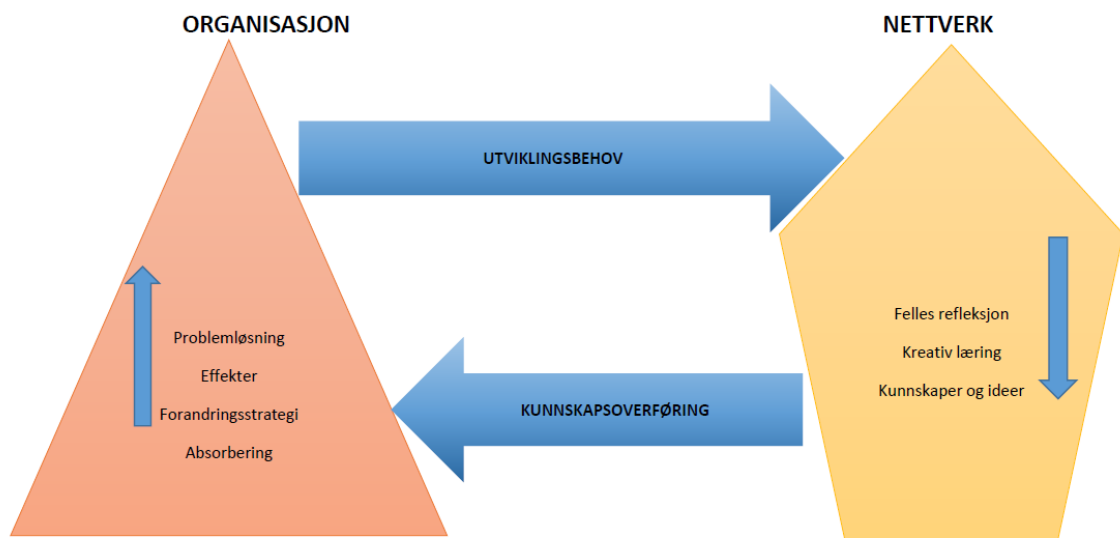 ORGANISASJON
NETTVERK
UTVIKLINGSBEHOV
Problemløsning
Effekter
Forandringsstrategi
Absorbering
KUNNSKAPSOVERFØRING
Felles refleksjon
Kreativ læring
Kunnskaper og ideer